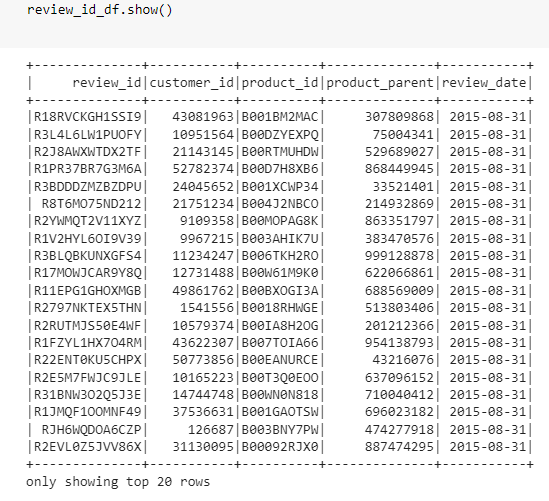 review_id_df.show()
+--------------+-----------+----------+--------------+-----------+
|     review_id|customer_id|product_id|product_parent|review_date|
+--------------+-----------+----------+--------------+-----------+
|R18RVCKGH1SSI9|   43081963|B001BM2MAC|     307809868| 2015-08-31|
|R3L4L6LW1PUOFY|   10951564|B00DZYEXPQ|      75004341| 2015-08-31|
|R2J8AWXWTDX2TF|   21143145|B00RTMUHDW|     529689027| 2015-08-31|
|R1PR37BR7G3M6A|   52782374|B00D7H8XB6|     868449945| 2015-08-31|
|R3BDDDZMZBZDPU|   24045652|B001XCWP34|      33521401| 2015-08-31|
| R8T6MO75ND212|   21751234|B004J2NBCO|     214932869| 2015-08-31|
|R2YWMQT2V11XYZ|    9109358|B00MOPAG8K|     863351797| 2015-08-31|
|R1V2HYL6OI9V39|    9967215|B003AHIK7U|     383470576| 2015-08-31|
|R3BLQBKUNXGFS4|   11234247|B006TKH2RO|     999128878| 2015-08-31|
|R17MOWJCAR9Y8Q|   12731488|B00W61M9K0|     622066861| 2015-08-31|
|R11EPG1GHOXMGB|   49861762|B00BXOGI3A|     688569009| 2015-08-31|
|R2797NKTEX5THN|    1541556|B0018RHWGE|     513803406| 2015-08-31|
|R2RUTMJS50E4WF|   10579374|B00IA8H2OG|     201212366| 2015-08-31|
|R1FZYL1HX7O4RM|   43622307|B007TOIA66|     954138793| 2015-08-31|
|R22ENT0KU5CHPX|   50773856|B00EANURCE|      43216076| 2015-08-31|
|R2E5M7FWJC9JLE|   10165223|B00T3Q0EOO|     637096152| 2015-08-31|
|R31BNW3O2Q5J3E|   14744748|B00WN0N818|     710040412| 2015-08-31|
|R1JMQF1OOMNF49|   37536631|B001GAOTSW|     696023182| 2015-08-31|
| RJH6WQDOA6CZP|     126687|B003BNY7PW|     474277918| 2015-08-31|
|R2EVL0Z5JVV86X|   31130095|B00092RJX0|     887474295| 2015-08-31|
+--------------+-----------+----------+--------------+-----------+
only showing top 20 rows